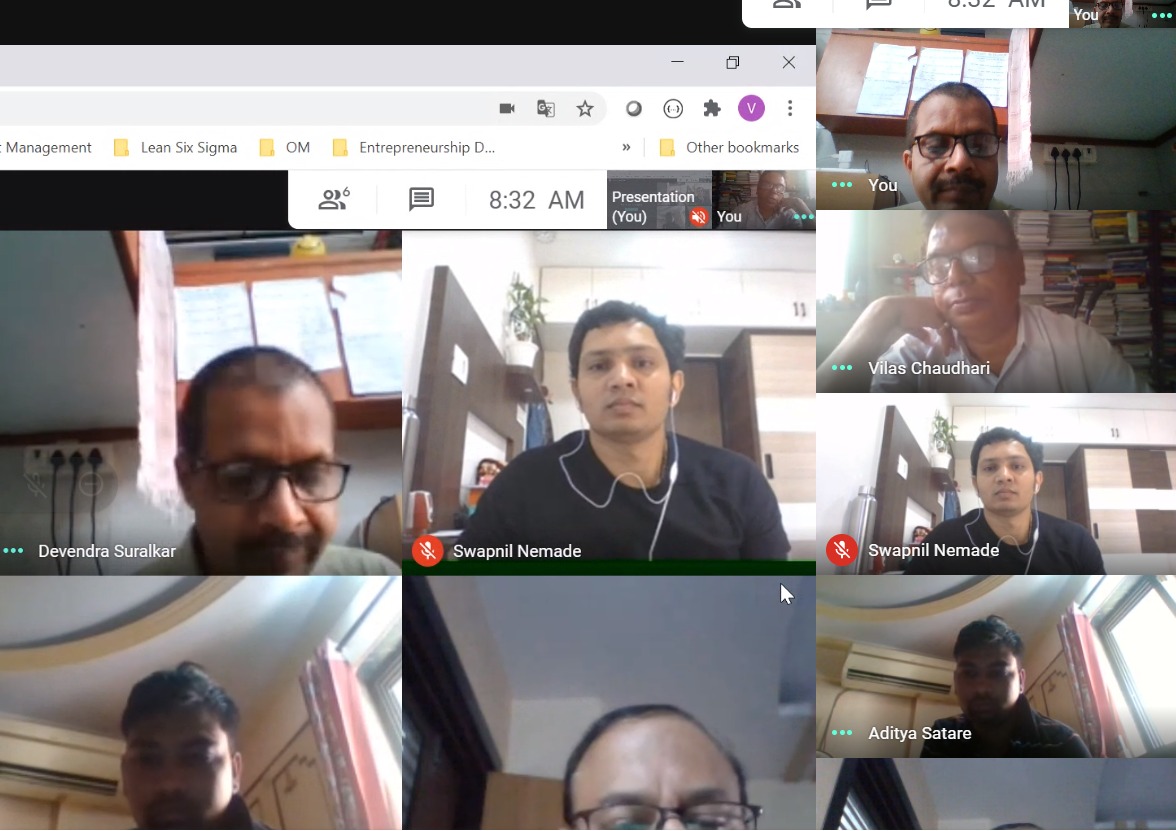 8:32 AM
You
t Management
Lean Six Sigma
OM
Entrepreneurship D...
»
Other bookmarks
V
6
8:32 AM
Presentation
(You)
You
You
Vilas Chaudhari
Devendra Suralkar
Swapnil Nemade
Swapnil Nemade
Aditya Satare